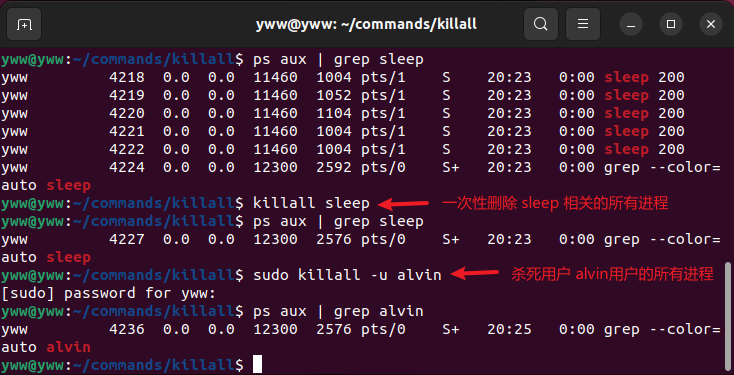 yww@yww: ~/commands/killall
yww@yww:~/commands/killall$ ps aux | grep sleep
yww 4218 0.0 0.0 11460 1004 pts/1 S 20:23 0:00 sleep 200
yww 4219 0.0 0.0 11460 1052 pts/1 S 20:23 0:00 sleep 200
yww 4220 0.0 0.0 11460 1104 pts/1 S 20:23 0:00 sleep 200
yww 4221 0.0 0.0 11460 1004 pts/1 S 20:23 0:00 sleep 200
yww 4222 0.0 0.0 11460 1004 pts/1 S 20:23 0:00 sleep 200
yww 4224 0.0 0.0 12300 2592 pts/0 S+ 20:23 0:00 grep --color=
auto sleep
yww@yww:~/commands/killall$ killall sleep 一次性删除 sleep 相关的所有进程
yww@yww:~/commands/killall$ ps aux | grep sleep
yww 4227 0.0 0.0 12300 2576 pts/0 S+ 20:23 0:00 grep --color=
auto sleep
yww@yww:~/commands/killall$ sudo killall -u alvin 杀死用户 alvin用户的所有进程
[sudo] password for yww:
yww@yww:~/commands/killall$ ps aux | grep alvin
yww 4236 0.0 0.0 12300 2576 pts/0 S+ 20:25 0:00 grep --color=
auto alvin
yww@yww:~/commands/killall$